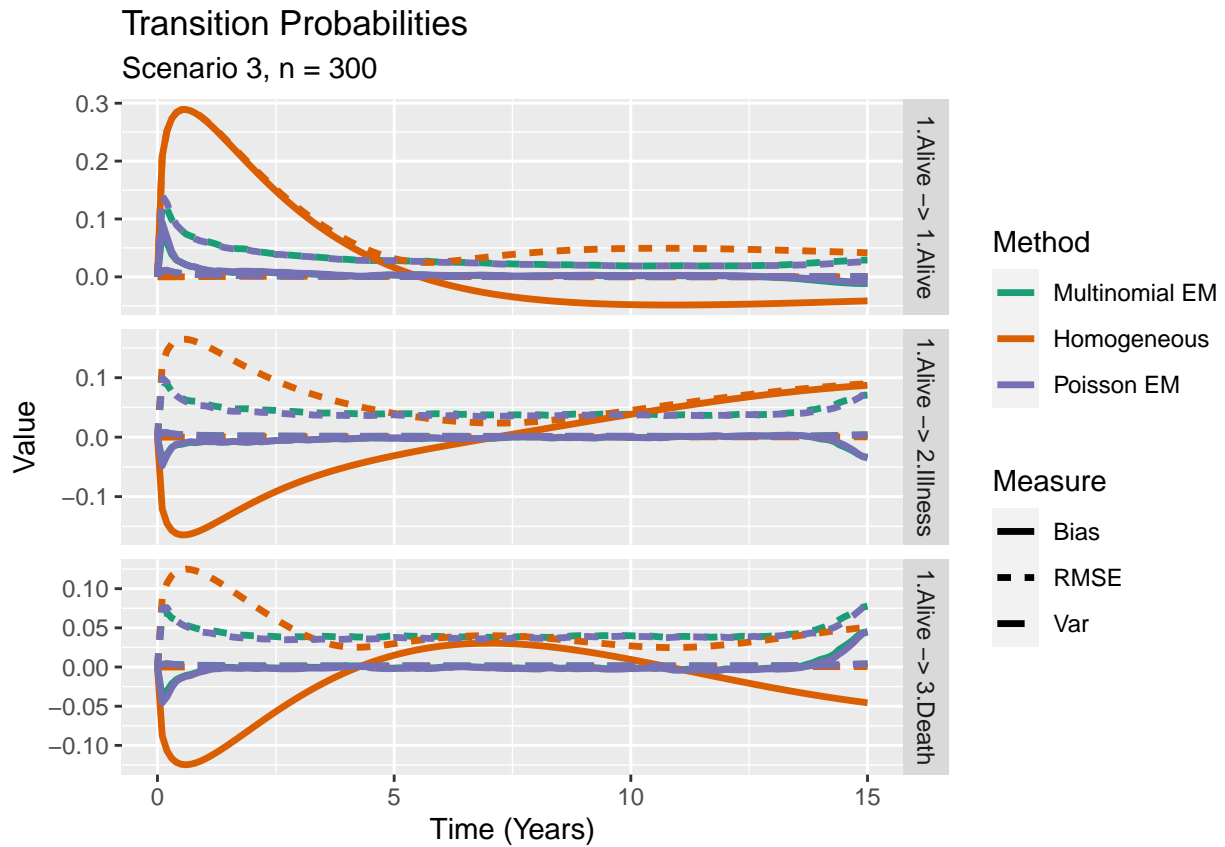 Transition Probabilities
Scenario 3, n = 300
0.3
0.2
0.1
0.0
1.Alive −> 1.Alive
0.1
0.0
−0.1
1.Alive −> 2.Illness
0.10
0.05
0.00
−0.05
−0.10
1.Alive −> 3.Death
0
5
10
15
Time (Years)
Value
Method
Multinomial EM
Homogeneous
Poisson EM
Measure
Bias
RMSE
Var